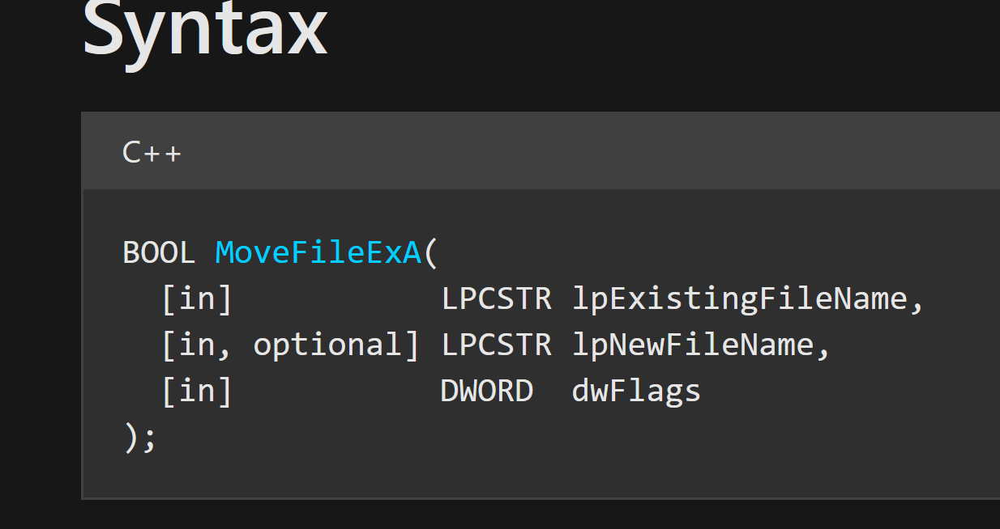 Syntax
C++
BOOL MoveFileExA(
  [in]           LPCSTR lpExistingFileName,
  [in, optional] LPCSTR lpNewFileName,
  [in]           DWORD  dwFlags
);